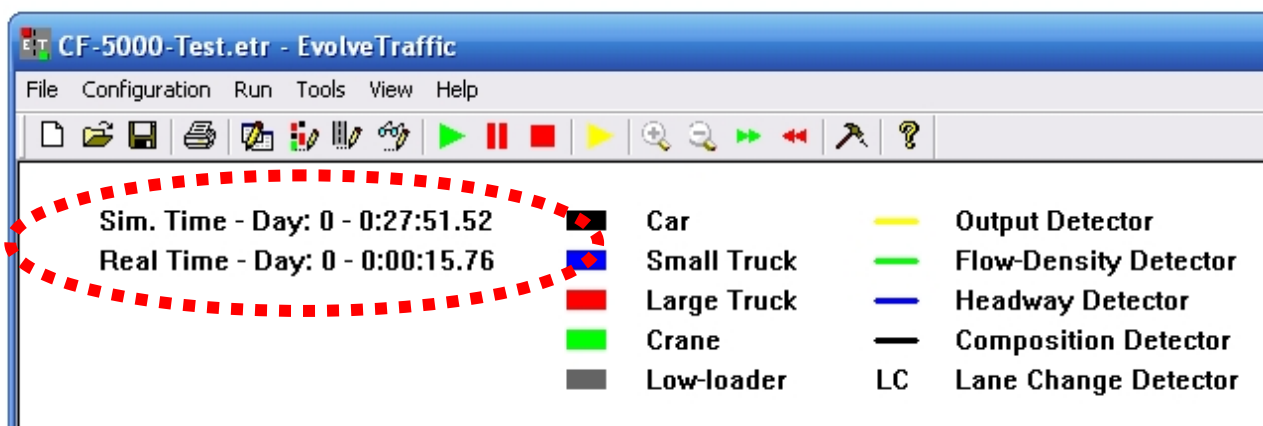 ET CF-5000-Test.etr - EvolveTraffic
File Configuration Run Tools View Help
Sim. Time - Day: 0 - 0:27:51.52
Real Time - Day: 0 - 0:00:15.76
Car
Small Truck
Large Truck
Crane
Low-loader
Output Detector
Flow-Density Detector
Headway Detector
Composition Detector
LC Lane Change Detector